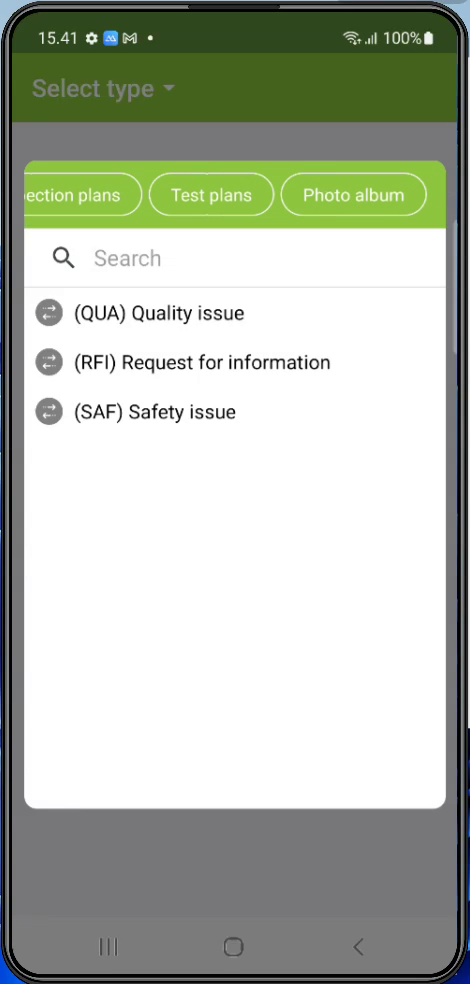 15.41
100%
Select type
ection plans
Test plans
Photo album
Search
(QUA) Quality issue
(RFI) Request for information
(SAF) Safety issue